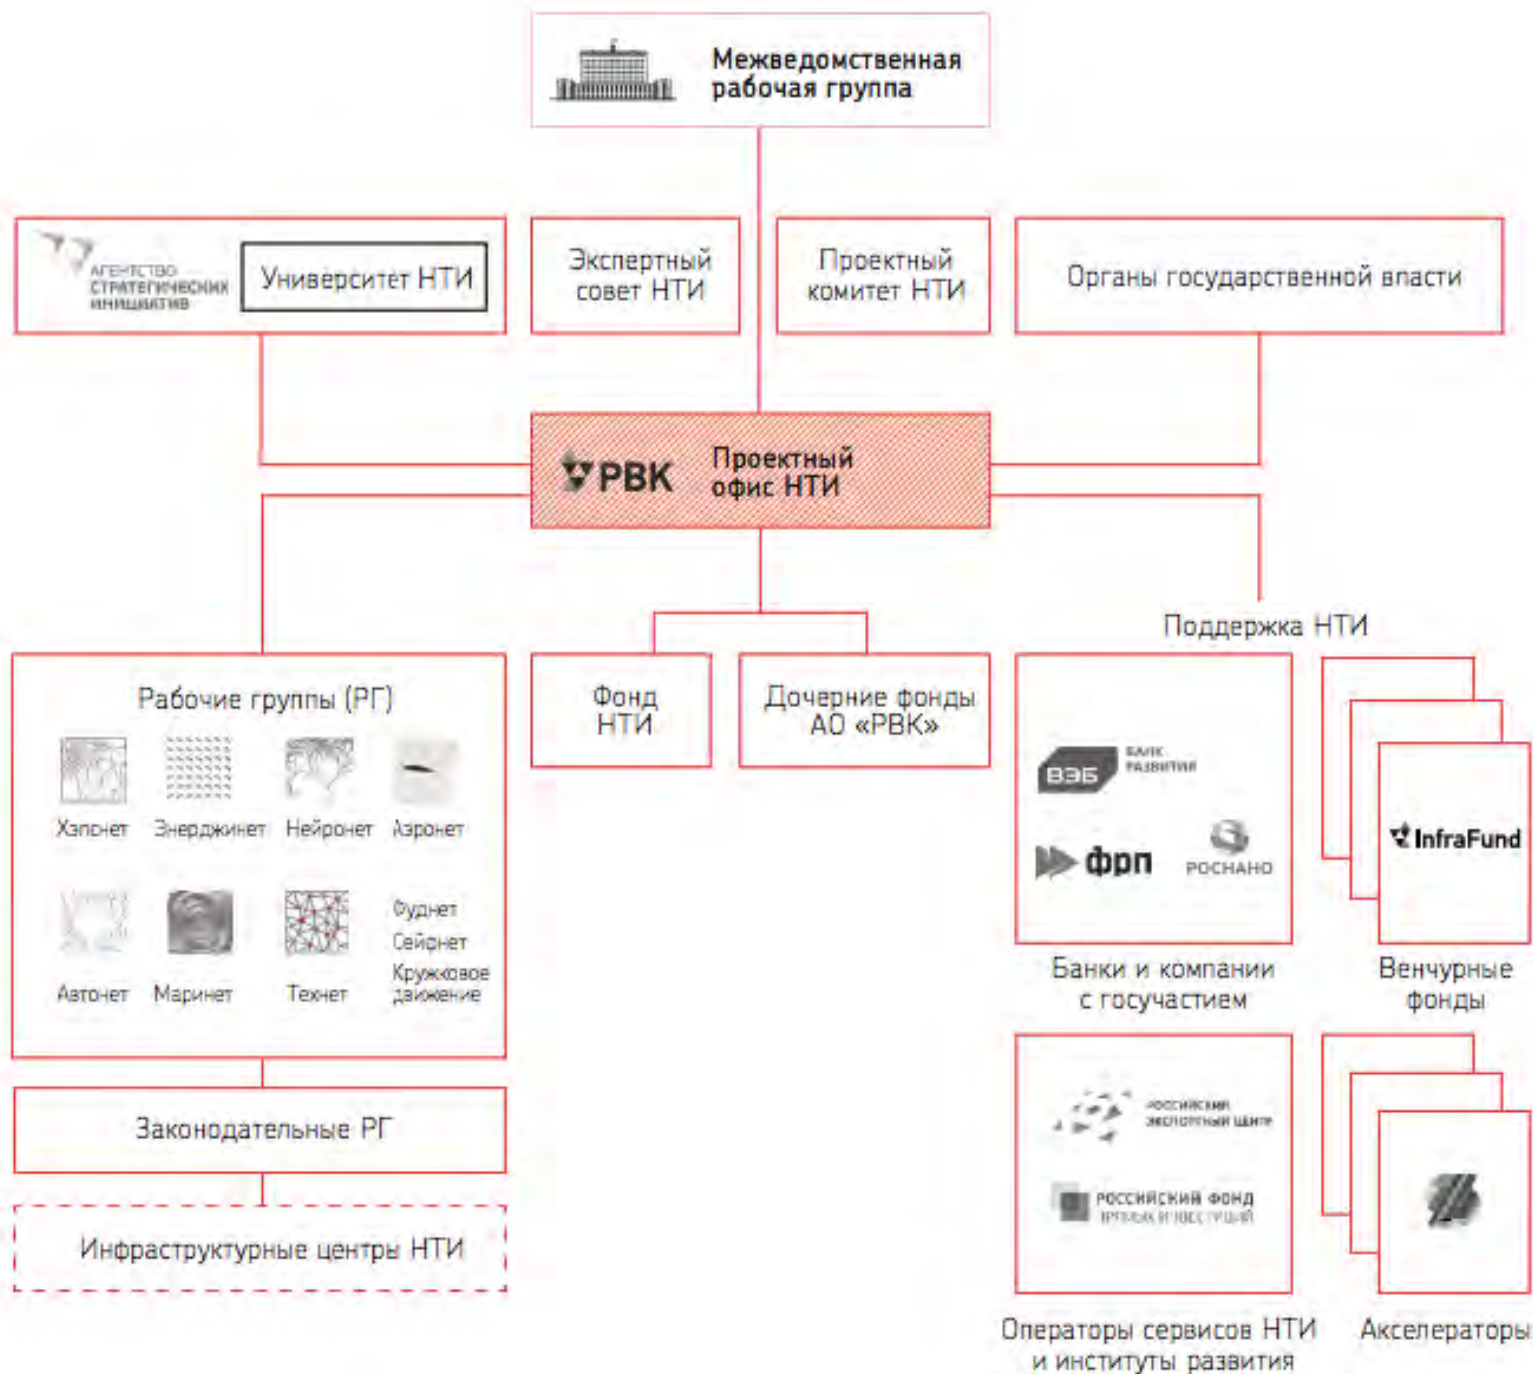 Межведомственная
рабочая группа
АГЕНТСТВО
СТРАТЕГИЧЕСКИХ
ИНИЦИАТИВ
Университет НТИ
Экспертный
совет НТИ
Проектный
комитет НТИ
Органы государственной власти
РВК
Проектный
офис НТИ
Поддержка НТИ
Рабочие группы (РГ)
Хэлснет
Энерджинет
Нейронет
Аэронет
Автонет
Маринет
Технет
Фуднет
Сейфнет
Кружковое
движение
Фонд
НТИ
Дочерние фонды
АО «РВК»
ВЭБ
БАНК
РАЗВИТИЯ
фрп
РОСНАНО
InfraFund
Банки и компании
с госучастием
Венчурные
фонды
Законодательные РГ
Инфраструктурные центры НТИ
РОССИЙСКИЙ
ЭКСПОРТНЫЙ ЦЕНТР
РОССИЙСКИЙ ФОНД
ПРЯМЫХ ИНВЕСТИЦИЙ
Операторы сервисов НТИ
и институты развития
Акселераторы